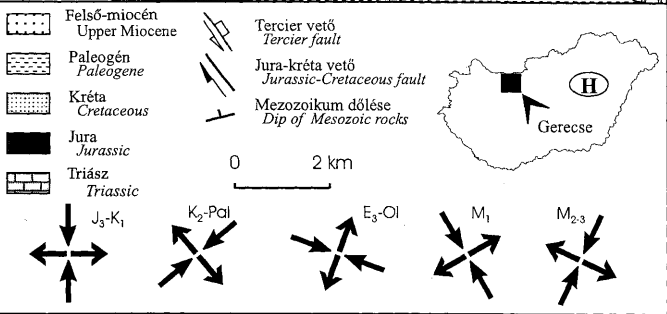 Felső-miocén
Upper Miocene
Paleogén
Paleogene
Kréta
Cretaceous
Jura
Jurassic
Triász
Triassic
Tercier vető
Tercier fault
Jura-kréta vető
Jurassic-Cretaceous fault
Mezozoikum dőlése
Dip of Mesozoic rocks
0 2 km
H
Gerecse
J₃-K₁
K₂-Pal
E₃-Ol
M₁
M₂₋₃